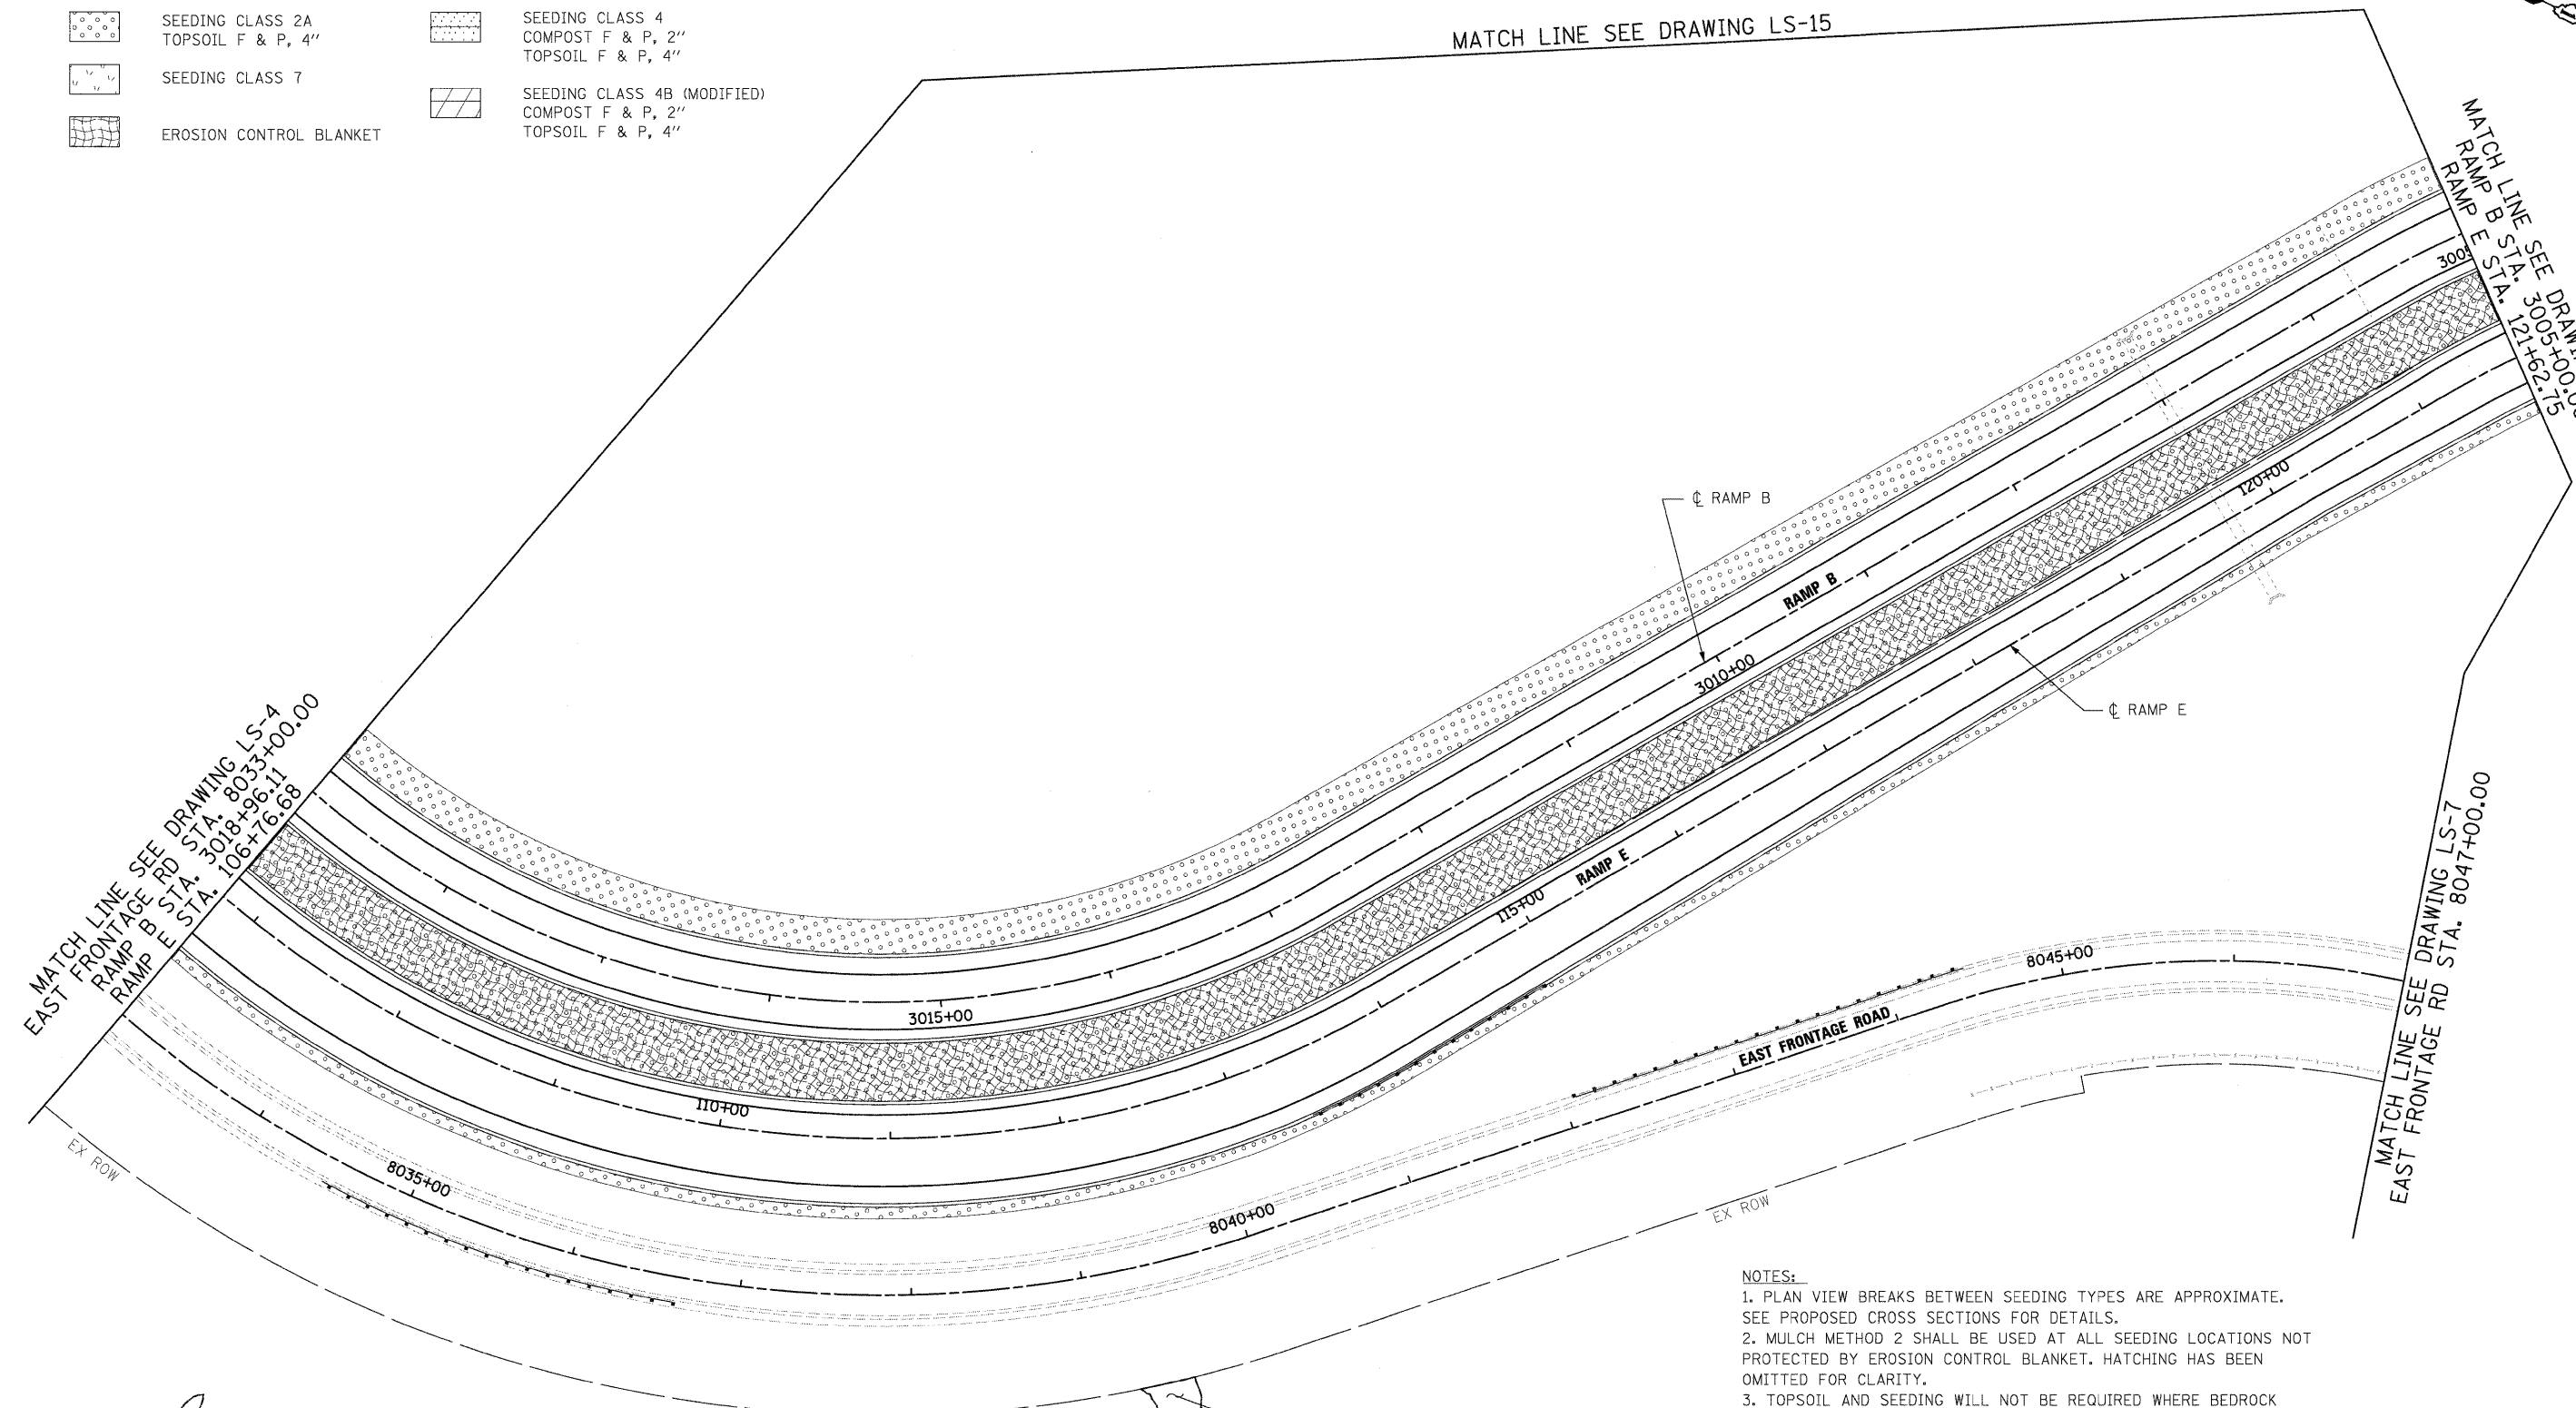 SEEDING CLASS 2A
TOPSOIL F & P, 4"
SEEDING CLASS 7
EROSION CONTROL BLANKET
SEEDING CLASS 4
COMPOST F & P, 2"
TOPSOIL F & P, 4"
SEEDING CLASS 4B (MODIFIED)
COMPOST F & P, 2"
TOPSOIL F & P, 4"
MATCH LINE SEE DRAWING LS-15
MATCH LINE SEE
RAMP B STA. 3005+00.00
RAMP E STA. 121+62.75
3005
120+00
℄ RAMP B
RAMP B
3010+00
℄ RAMP E
RAMP E
115+00
MATCH LINE SEE DRAWING LS-4
EAST FRONTAGE RD STA. 8033+00.00
RAMP B STA. 3018+96.11
RAMP E STA. 106+76.68
3015+00
110+00
8035+00
8040+00
8045+00
EAST FRONTAGE ROAD
EX ROW
EX ROW
MATCH LINE SEE DRAWING LS-7
EAST FRONTAGE RD STA. 8047+00.00
NOTES:
1. PLAN VIEW BREAKS BETWEEN SEEDING TYPES ARE APPROXIMATE.
SEE PROPOSED CROSS SECTIONS FOR DETAILS.
2. MULCH METHOD 2 SHALL BE USED AT ALL SEEDING LOCATIONS NOT
PROTECTED BY EROSION CONTROL BLANKET. HATCHING HAS BEEN
OMITTED FOR CLARITY.
3. TOPSOIL AND SEEDING WILL NOT BE REQUIRED WHERE BEDROCK